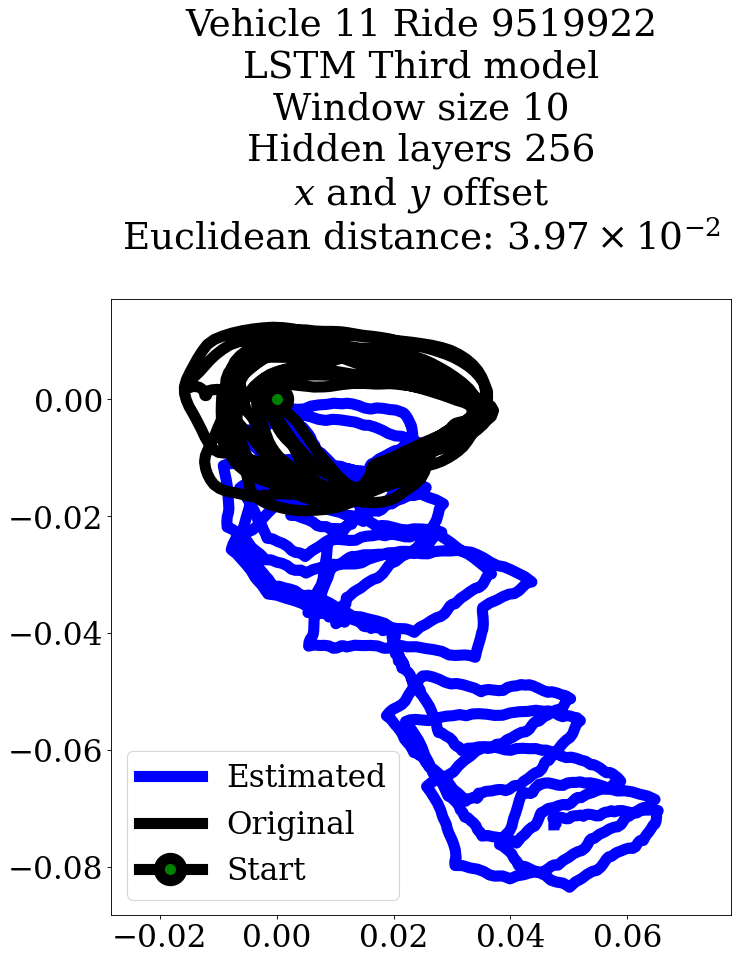 Vehicle 11 Ride 9519922
LSTM Third model
Window size 10
Hidden layers 256
x and y offset
Euclidean distance: 3.97 × 10⁻²
0.00
−0.02
−0.04
−0.06
−0.08
Estimated
Original
Start
−0.02 0.00 0.02 0.04 0.06